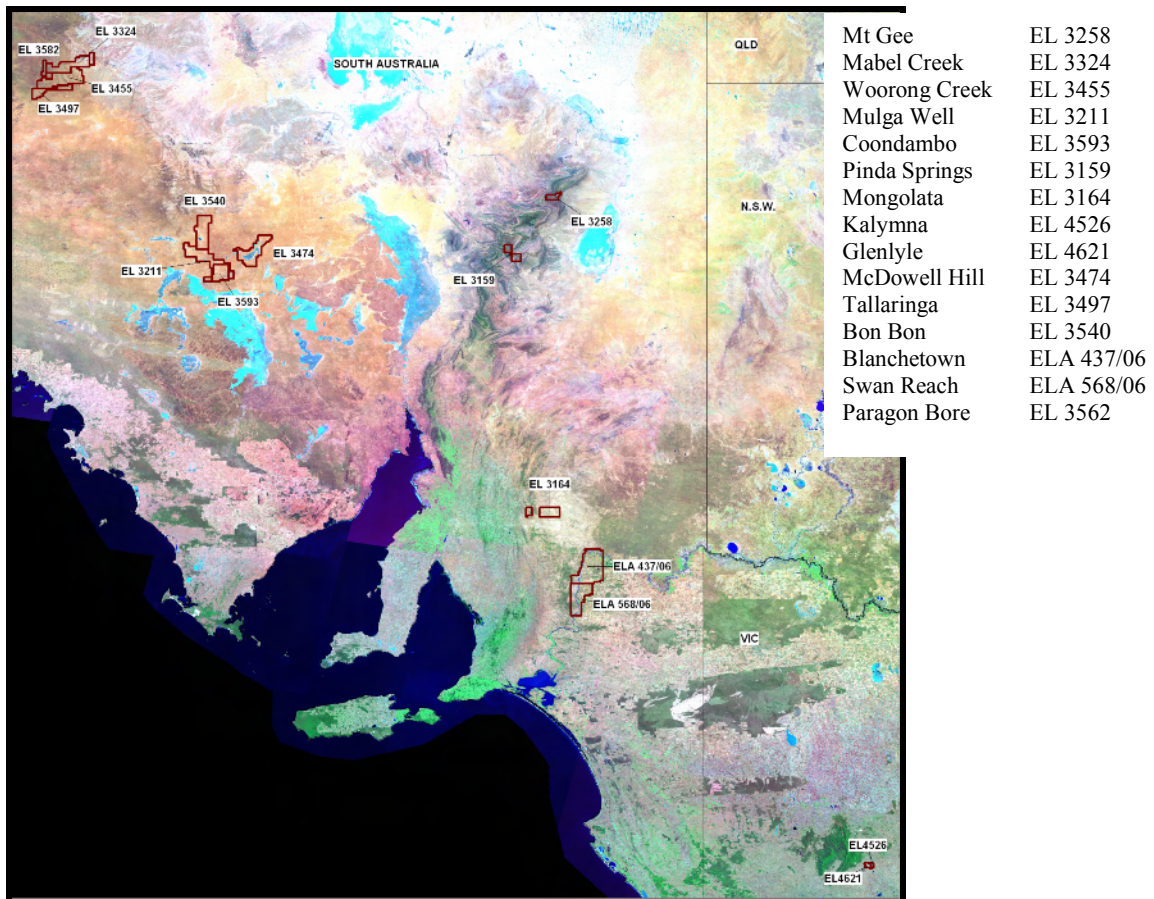 EL 3324
EL 3582
SOUTH AUSTRALIA
QLD
EL 3455
EL 3497
EL 3540
N.S.W.
EL 3258
EL 3474
EL 3211
EL 3159
EL 3593
EL 3164
ELA 437/06
ELA 568/06
VIC
EL4526
EL4621
Mt Gee EL 3258
Mabel Creek EL 3324
Woorong Creek EL 3455
Mulga Well EL 3211
Coondambo EL 3593
Pinda Springs EL 3159
Mongolata EL 3164
Kalymna EL 4526
Glenlyle EL 4621
McDowell Hill EL 3474
Tallaringa EL 3497
Bon Bon EL 3540
Blanchetown ELA 437/06
Swan Reach ELA 568/06
Paragon Bore EL 3562